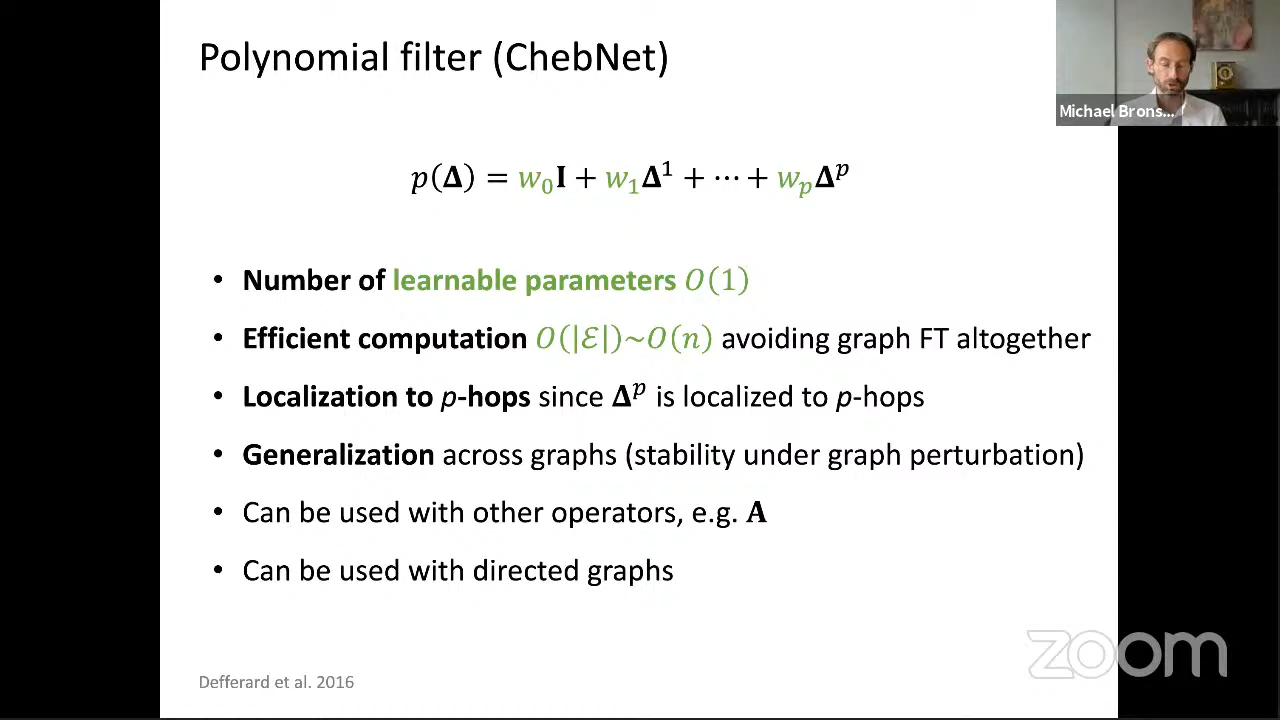 Polynomial filter (ChebNet)
Michael Brons...
p(Δ) = w₀I + w₁Δ¹ + ⋯ + wₚΔᵖ
• Number of learnable parameters O(1)
• Efficient computation O(|ℰ|)~O(n) avoiding graph FT altogether
• Localization to p-hops since Δᵖ is localized to p-hops
• Generalization across graphs (stability under graph perturbation)
• Can be used with other operators, e.g. A
• Can be used with directed graphs
zoom
Defferard et al. 2016